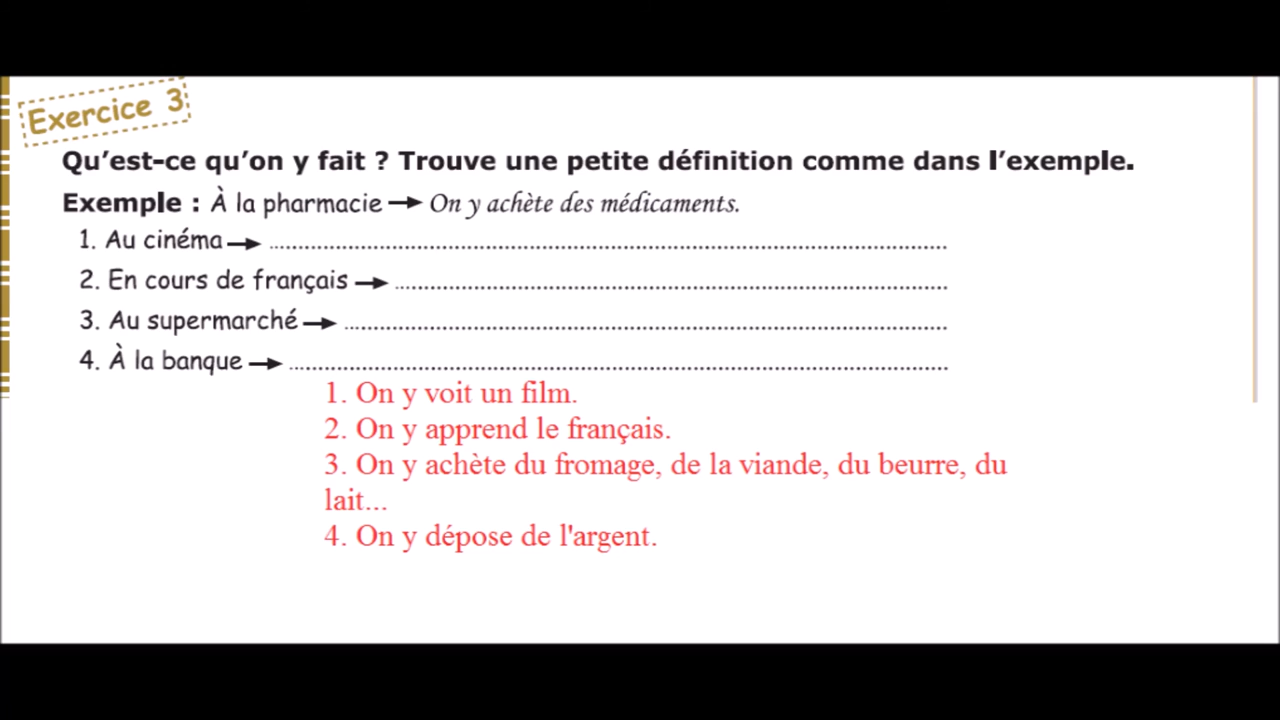 Exercice 3
Qu'est-ce qu'on y fait ? Trouve une petite définition comme dans l'exemple.
Exemple : À la pharmacie → On y achète des médicaments.
1. Au cinéma → ........................................................
2. En cours de français → ........................................................
3. Au supermarché → ........................................................
4. À la banque → ........................................................
1. On y voit un film.
2. On y apprend le français.
3. On y achète du fromage, de la viande, du beurre, du
lait...
4. On y dépose de l'argent.